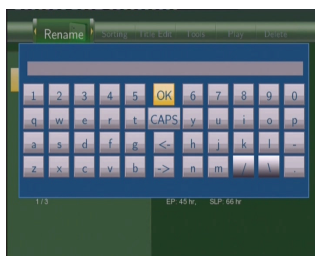 Rename Sorting Title Edit Tools Play Delete
1 2 3 4 5 OK 6 7 8 9 0
q w e r t CAPS y u i o p
a s d f g <- h j k l -
z x c v b -> n m / \ .
1/3 EP: 45 hr, SLP: 66 hr